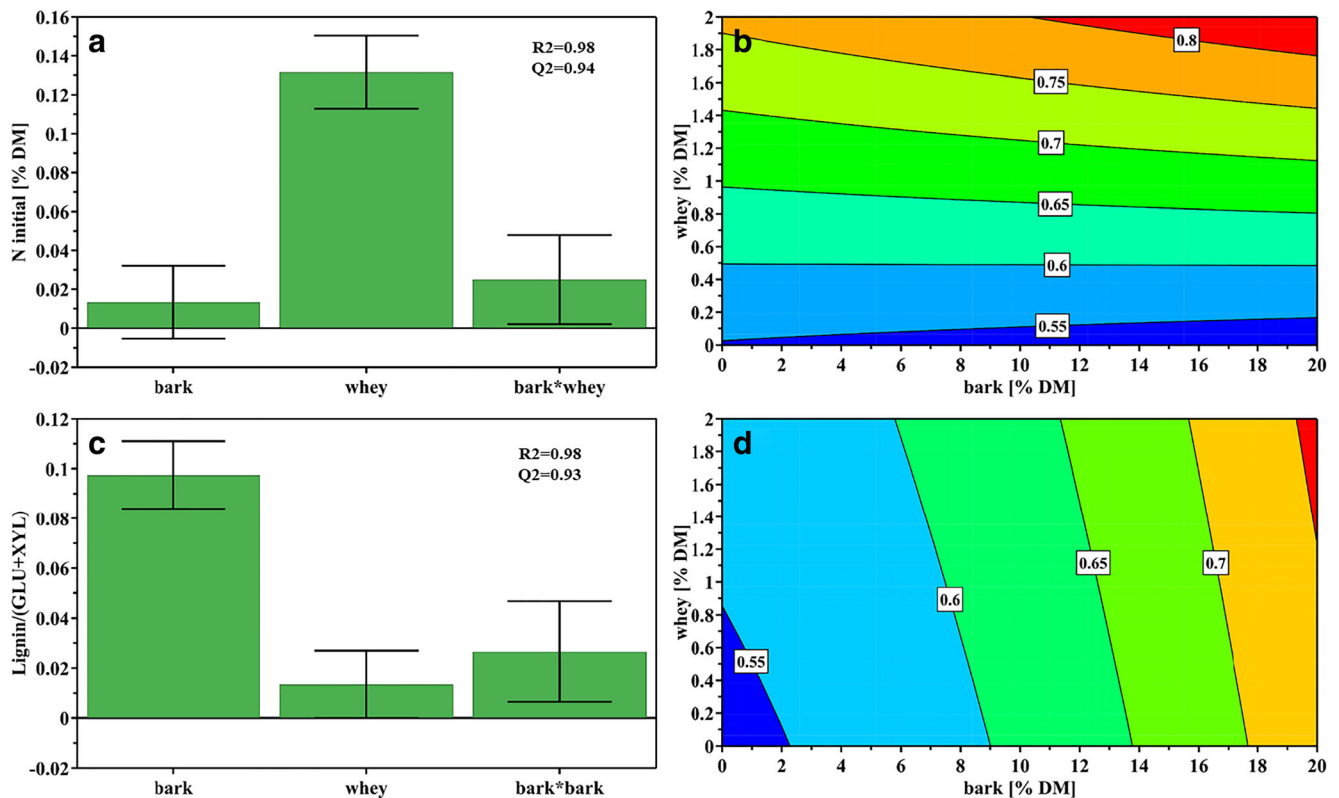 a
R2=0.98
Q2=0.94
N initial [% DM]
0.16
0.14
0.12
0.1
0.08
0.06
0.04
0.02
0
-0.02
bark whey bark*whey
b
whey [% DM]
2
1.8
1.6
1.4
1.2
1
0.8
0.6
0.4
0.2
0
0.8
0.75
0.7
0.65
0.6
0.55
0 2 4 6 8 10 12 14 16 18 20
bark [% DM]
c
R2=0.98
Q2=0.93
Lignin/(GLU+XYL)
0.12
0.1
0.08
0.06
0.04
0.02
0
-0.02
bark whey bark*bark
d
whey [% DM]
2
1.8
1.6
1.4
1.2
1
0.8
0.6
0.4
0.2
0
0.55
0.6
0.65
0.7
0 2 4 6 8 10 12 14 16 18 20
bark [% DM]